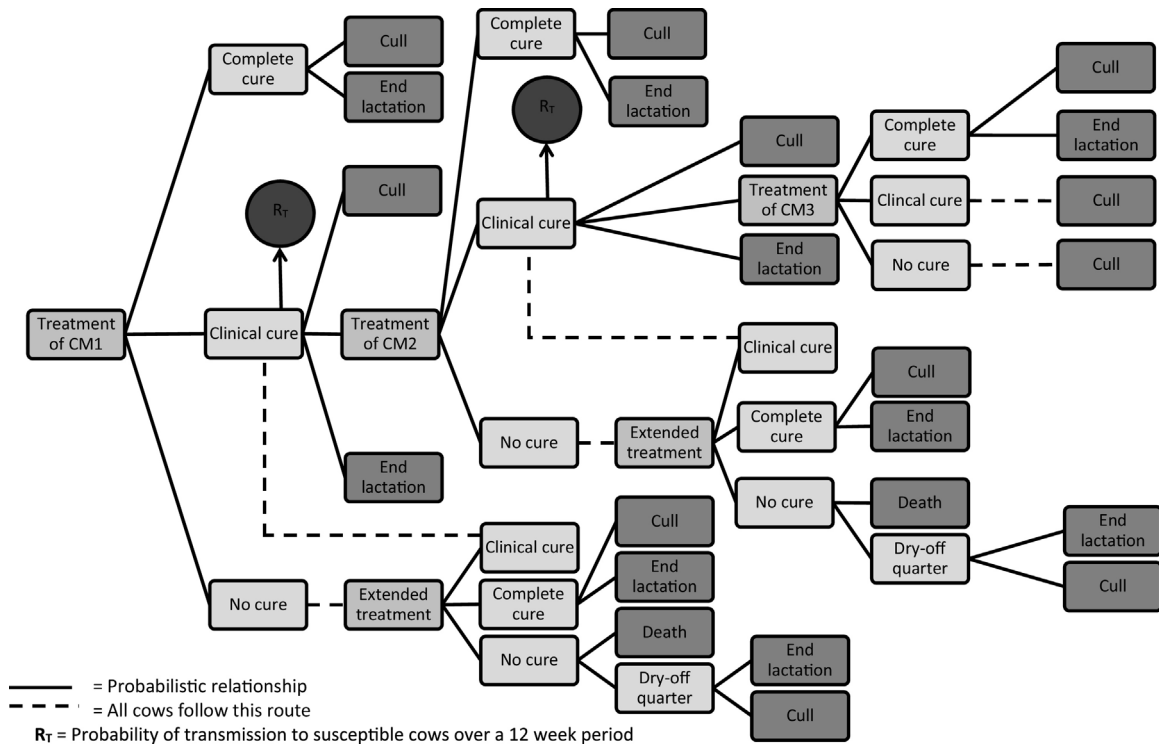 Complete
cure
Cull
End
lactation
Complete
cure
Cull
End
lactation
R_T
R_T
Cull
Clinical cure
Cull
Treatment
of CM3
End
lactation
Complete
cure
Cull
End
lactation
Clincal cure
Cull
No cure
Cull
Treatment
of CM1
Clinical cure
Treatment
of CM2
End
lactation
Clinical cure
No cure
Extended
treatment
Complete
cure
Cull
End
lactation
No cure
Death
Dry-off
quarter
End
lactation
Cull
No cure
Extended
treatment
Clinical cure
Complete
cure
Cull
End
lactation
No cure
Death
Dry-off
quarter
End
lactation
Cull
= Probabilistic relationship
= All cows follow this route
R_T = Probability of transmission to susceptible cows over a 12 week period